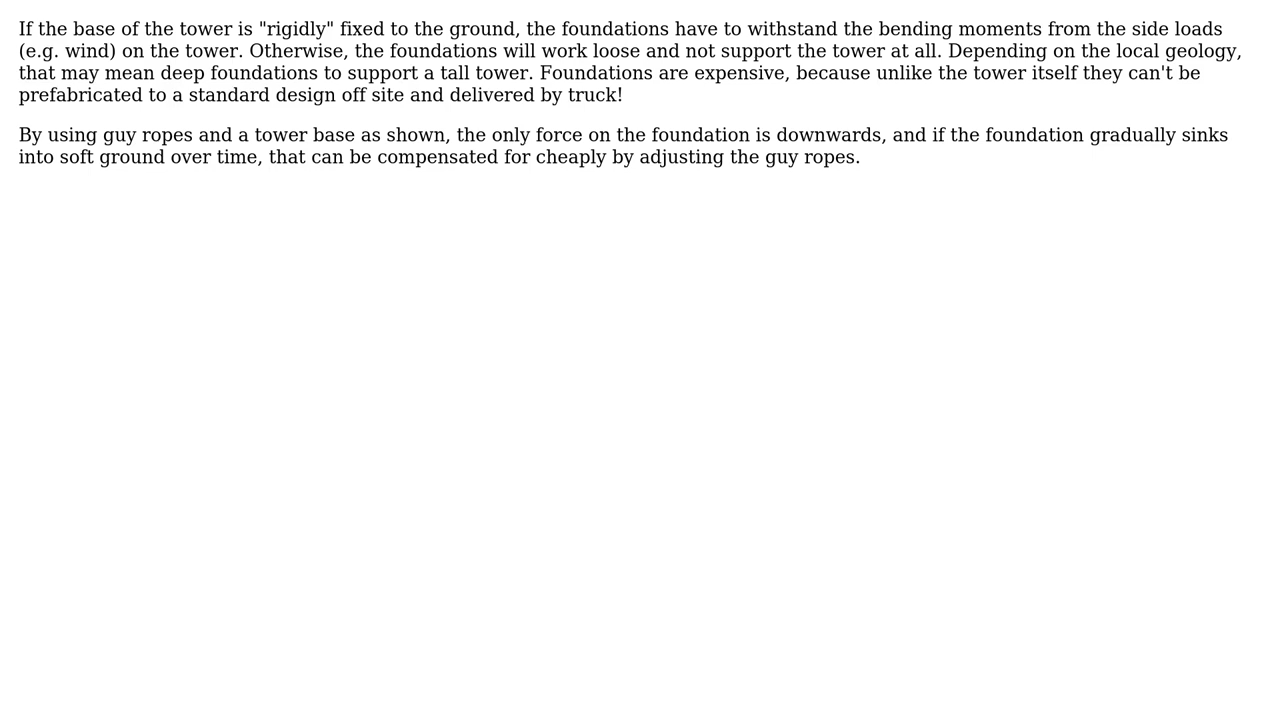 If the base of the tower is "rigidly" fixed to the ground, the foundations have to withstand the bending moments from the side loads
(e.g. wind) on the tower. Otherwise, the foundations will work loose and not support the tower at all. Depending on the local geology,
that may mean deep foundations to support a tall tower. Foundations are expensive, because unlike the tower itself they can't be
prefabricated to a standard design off site and delivered by truck!
By using guy ropes and a tower base as shown, the only force on the foundation is downwards, and if the foundation gradually sinks
into soft ground over time, that can be compensated for cheaply by adjusting the guy ropes.